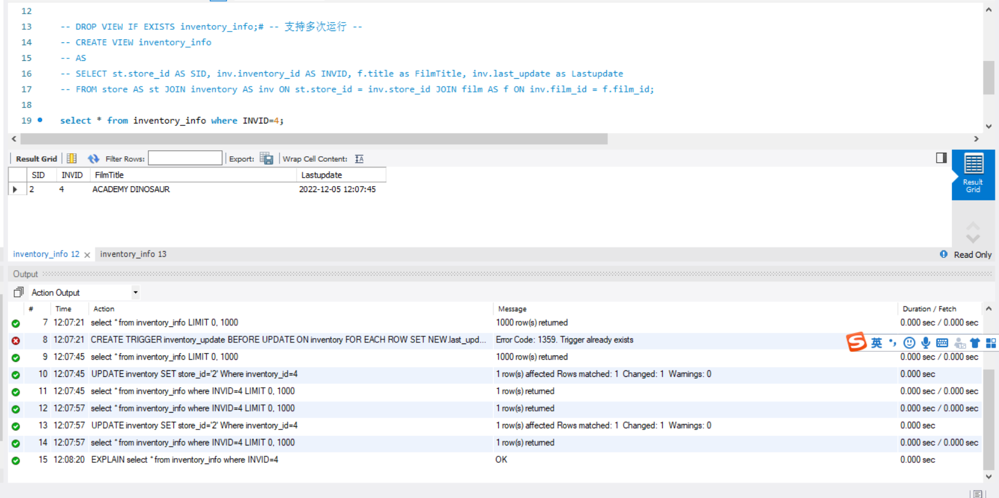 12
13 -- DROP VIEW IF EXISTS inventory_info;# -- 支持多次运行 --
14 -- CREATE VIEW inventory_info
15 -- AS
16 -- SELECT st.store_id AS SID, inv.inventory_id AS INVID, f.title as FilmTitle, inv.last_update as Lastupdate
17 -- FROM store AS st JOIN inventory AS inv ON st.store_id = inv.store_id JOIN film AS f ON inv.film_id = f.film_id;
18
19 select * from inventory_info where INVID=4;
Result Grid Filter Rows: Export: Wrap Cell Content: IA
Result Grid
SID INVID FilmTitle Lastupdate
2 4 ACADEMY DINOSAUR 2022-12-05 12:07:45
inventory_info 12 × inventory_info 13 Read Only
Output
Action Output
# Time Action Message Duration / Fetch
7 12:07:21 select * from inventory_info LIMIT 0, 1000 1000 row(s) returned 0.000 sec / 0.000 sec
8 12:07:21 CREATE TRIGGER inventory_update BEFORE UPDATE ON inventory FOR EACH ROW SET NEW.last_upd... Error Code: 1359. Trigger already exists
S 英
9 12:07:45 select * from inventory_info LIMIT 0, 1000 1000 row(s) returned 0.000 sec / 0.000 sec
10 12:07:45 UPDATE inventory SET store_id='2' Where inventory_id=4 1 row(s) affected Rows matched: 1 Changed: 1 Warnings: 0 0.000 sec
11 12:07:45 select * from inventory_info where INVID=4 LIMIT 0, 1000 1 row(s) returned 0.000 sec / 0.000 sec
12 12:07:57 select * from inventory_info where INVID=4 LIMIT 0, 1000 1 row(s) returned 0.000 sec / 0.000 sec
13 12:07:57 UPDATE inventory SET store_id='2' Where inventory_id=4 1 row(s) affected Rows matched: 1 Changed: 1 Warnings: 0 0.000 sec
14 12:07:57 select * from inventory_info where INVID=4 LIMIT 0, 1000 1 row(s) returned 0.000 sec / 0.000 sec
15 12:08:20 EXPLAIN select * from inventory_info where INVID=4 OK 0.000 sec